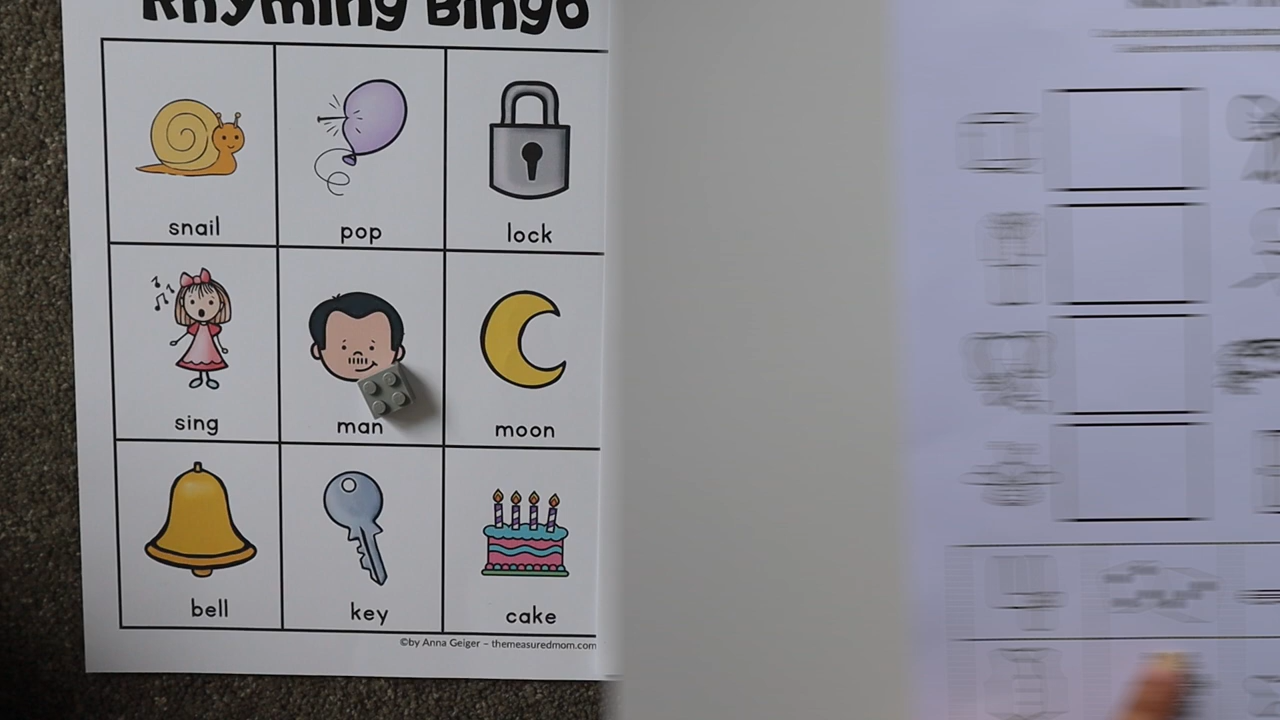 Rhyming Bingo
snail pop lock
sing man moon
bell key cake
©by Anna Geiger – themeasuredmom.com